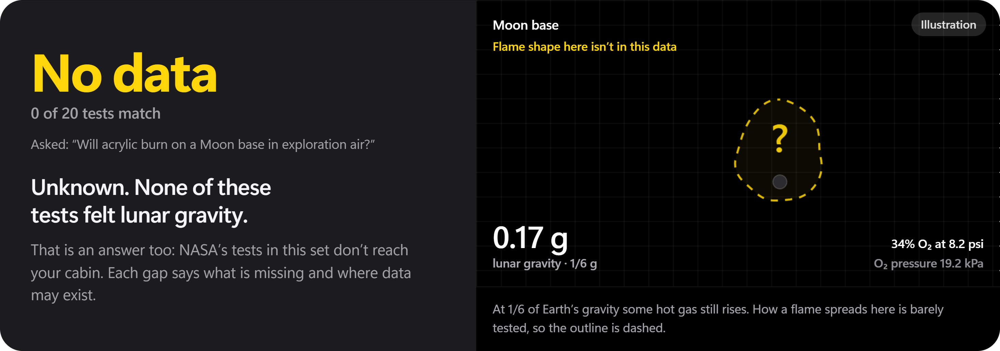 No data
0 of 20 tests match
Asked: “Will acrylic burn on a Moon base in exploration air?”
Unknown. None of these
tests felt lunar gravity.
That is an answer too: NASA’s tests in this set don’t reach
your cabin. Each gap says what is missing and where data
may exist.
Moon base
Illustration
Flame shape here isn’t in this data
?
0.17 g
lunar gravity · 1/6 g
34% O₂ at 8.2 psi
O₂ pressure 19.2 kPa
At 1/6 of Earth’s gravity some hot gas still rises. How a flame spreads here is barely
tested, so the outline is dashed.